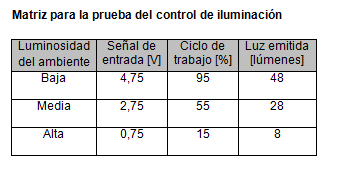 Matriz para la prueba del control de iluminación
Luminosidad del ambiente Señal de entrada [V] Ciclo de trabajo [%] Luz emitida [lúmenes]
Baja 4,75 95 48
Media 2,75 55 28
Alta 0,75 15 8